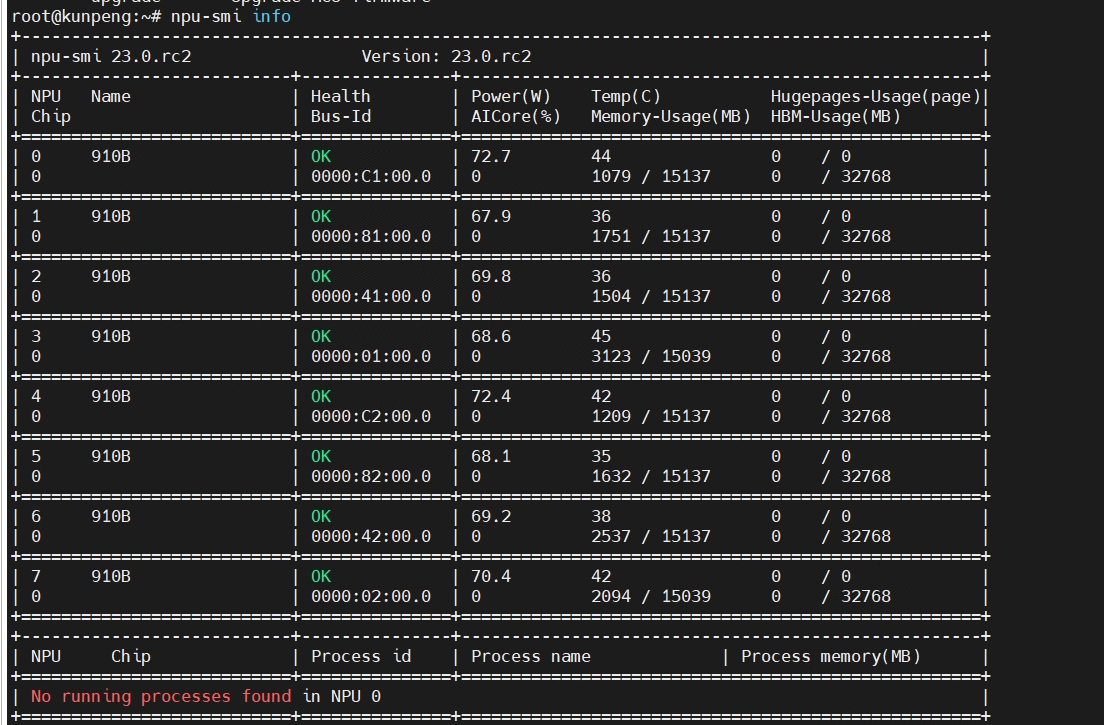 root@kunpeng:~# npu-smi info
+------------------------------------------------------------------------------------------------+
| npu-smi 23.0.rc2                 Version: 23.0.rc2                                             |
+---------------------------+---------------+----------------------------------------------------+
| NPU   Name                | Health        | Power(W)    Temp(C)           Hugepages-Usage(page)|
| Chip                      | Bus-Id        | AICore(%)   Memory-Usage(MB)  HBM-Usage(MB)        |
+===========================+===============+====================================================+
| 0     910B                | OK            | 72.7        44                0    / 0             |
| 0                         | 0000:C1:00.0  | 0           1079 / 15137      0    / 32768         |
+===========================+===============+====================================================+
| 1     910B                | OK            | 67.9        36                0    / 0             |
| 0                         | 0000:81:00.0  | 0           1751 / 15137      0    / 32768         |
+===========================+===============+====================================================+
| 2     910B                | OK            | 69.8        36                0    / 0             |
| 0                         | 0000:41:00.0  | 0           1504 / 15137      0    / 32768         |
+===========================+===============+====================================================+
| 3     910B                | OK            | 68.6        45                0    / 0             |
| 0                         | 0000:01:00.0  | 0           3123 / 15039      0    / 32768         |
+===========================+===============+====================================================+
| 4     910B                | OK            | 72.4        42                0    / 0             |
| 0                         | 0000:C2:00.0  | 0           1209 / 15137      0    / 32768         |
+===========================+===============+====================================================+
| 5     910B                | OK            | 68.1        35                0    / 0             |
| 0                         | 0000:82:00.0  | 0           1632 / 15137      0    / 32768         |
+===========================+===============+====================================================+
| 6     910B                | OK            | 69.2        38                0    / 0             |
| 0                         | 0000:42:00.0  | 0           2537 / 15137      0    / 32768         |
+===========================+===============+====================================================+
| 7     910B                | OK            | 70.4        42                0    / 0             |
| 0                         | 0000:02:00.0  | 0           2094 / 15039      0    / 32768         |
+===========================+===============+====================================================+
+---------------------------+---------------+----------------------------------------------------+
| NPU     Chip              | Process id    | Process name             | Process memory(MB)      |
+===========================+===============+====================================================+
| No running processes found in NPU 0                                                            |
+===========================+===============+====================================================+